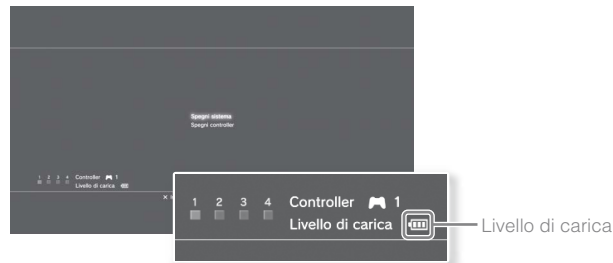 Spegni sistema
Spegni controller
1 2 3 4 Controller 1
Livello di carica
1 2 3 4 Controller 1
Livello di carica
Livello di carica